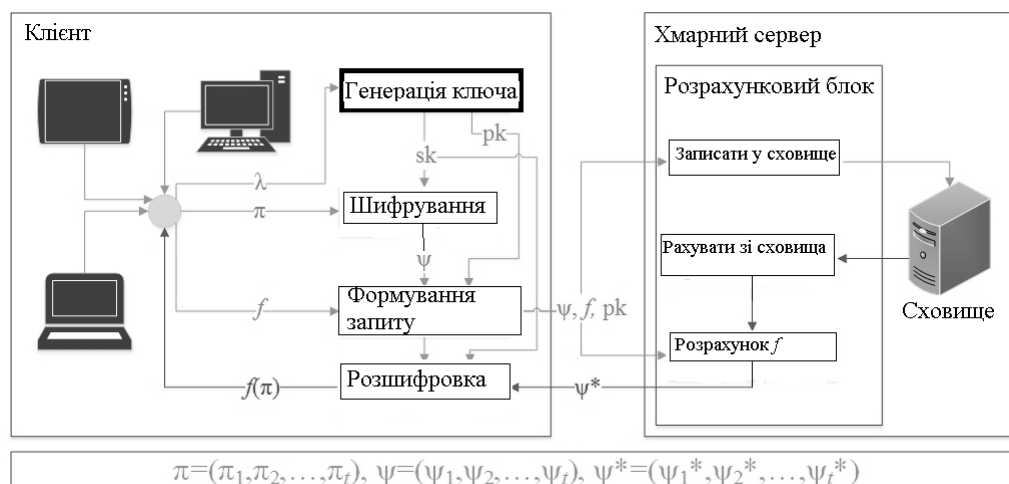 Клієнт
Хмарний сервер
Генерація ключа
Розрахунковий блок
pk
sk
Записати у сховище
λ
π
Шифрування
ψ
Рахувати зі сховища
Формування
запиту
f
ψ, f, pk
Сховище
Розрахунок f
Розшифровка
f(π)
ψ*
π=(π₁,π₂,…,πₜ), ψ=(ψ₁,ψ₂,…,ψₜ), ψ*=(ψ₁*,ψ₂*,…,ψₜ*)